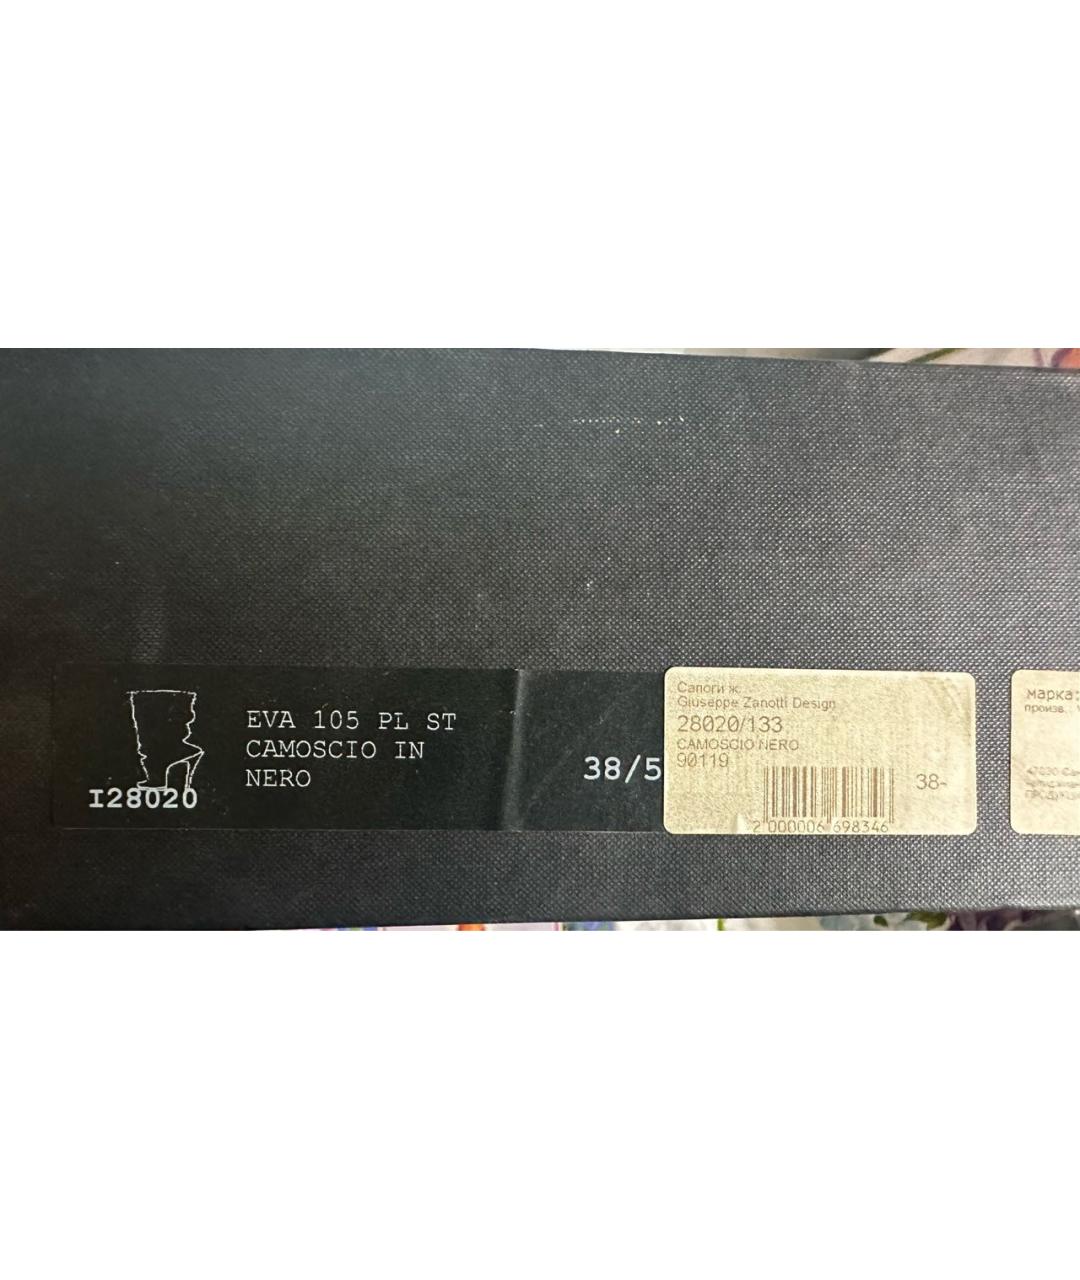 I28020
EVA 105 PL ST
CAMOSCIO IN
NERO
38/5
Сапоги ж.
Giuseppe Zanotti Design
28020/133
CAMOSCIO NERO
90119
38-
2 000006 698346
марка:
произв.